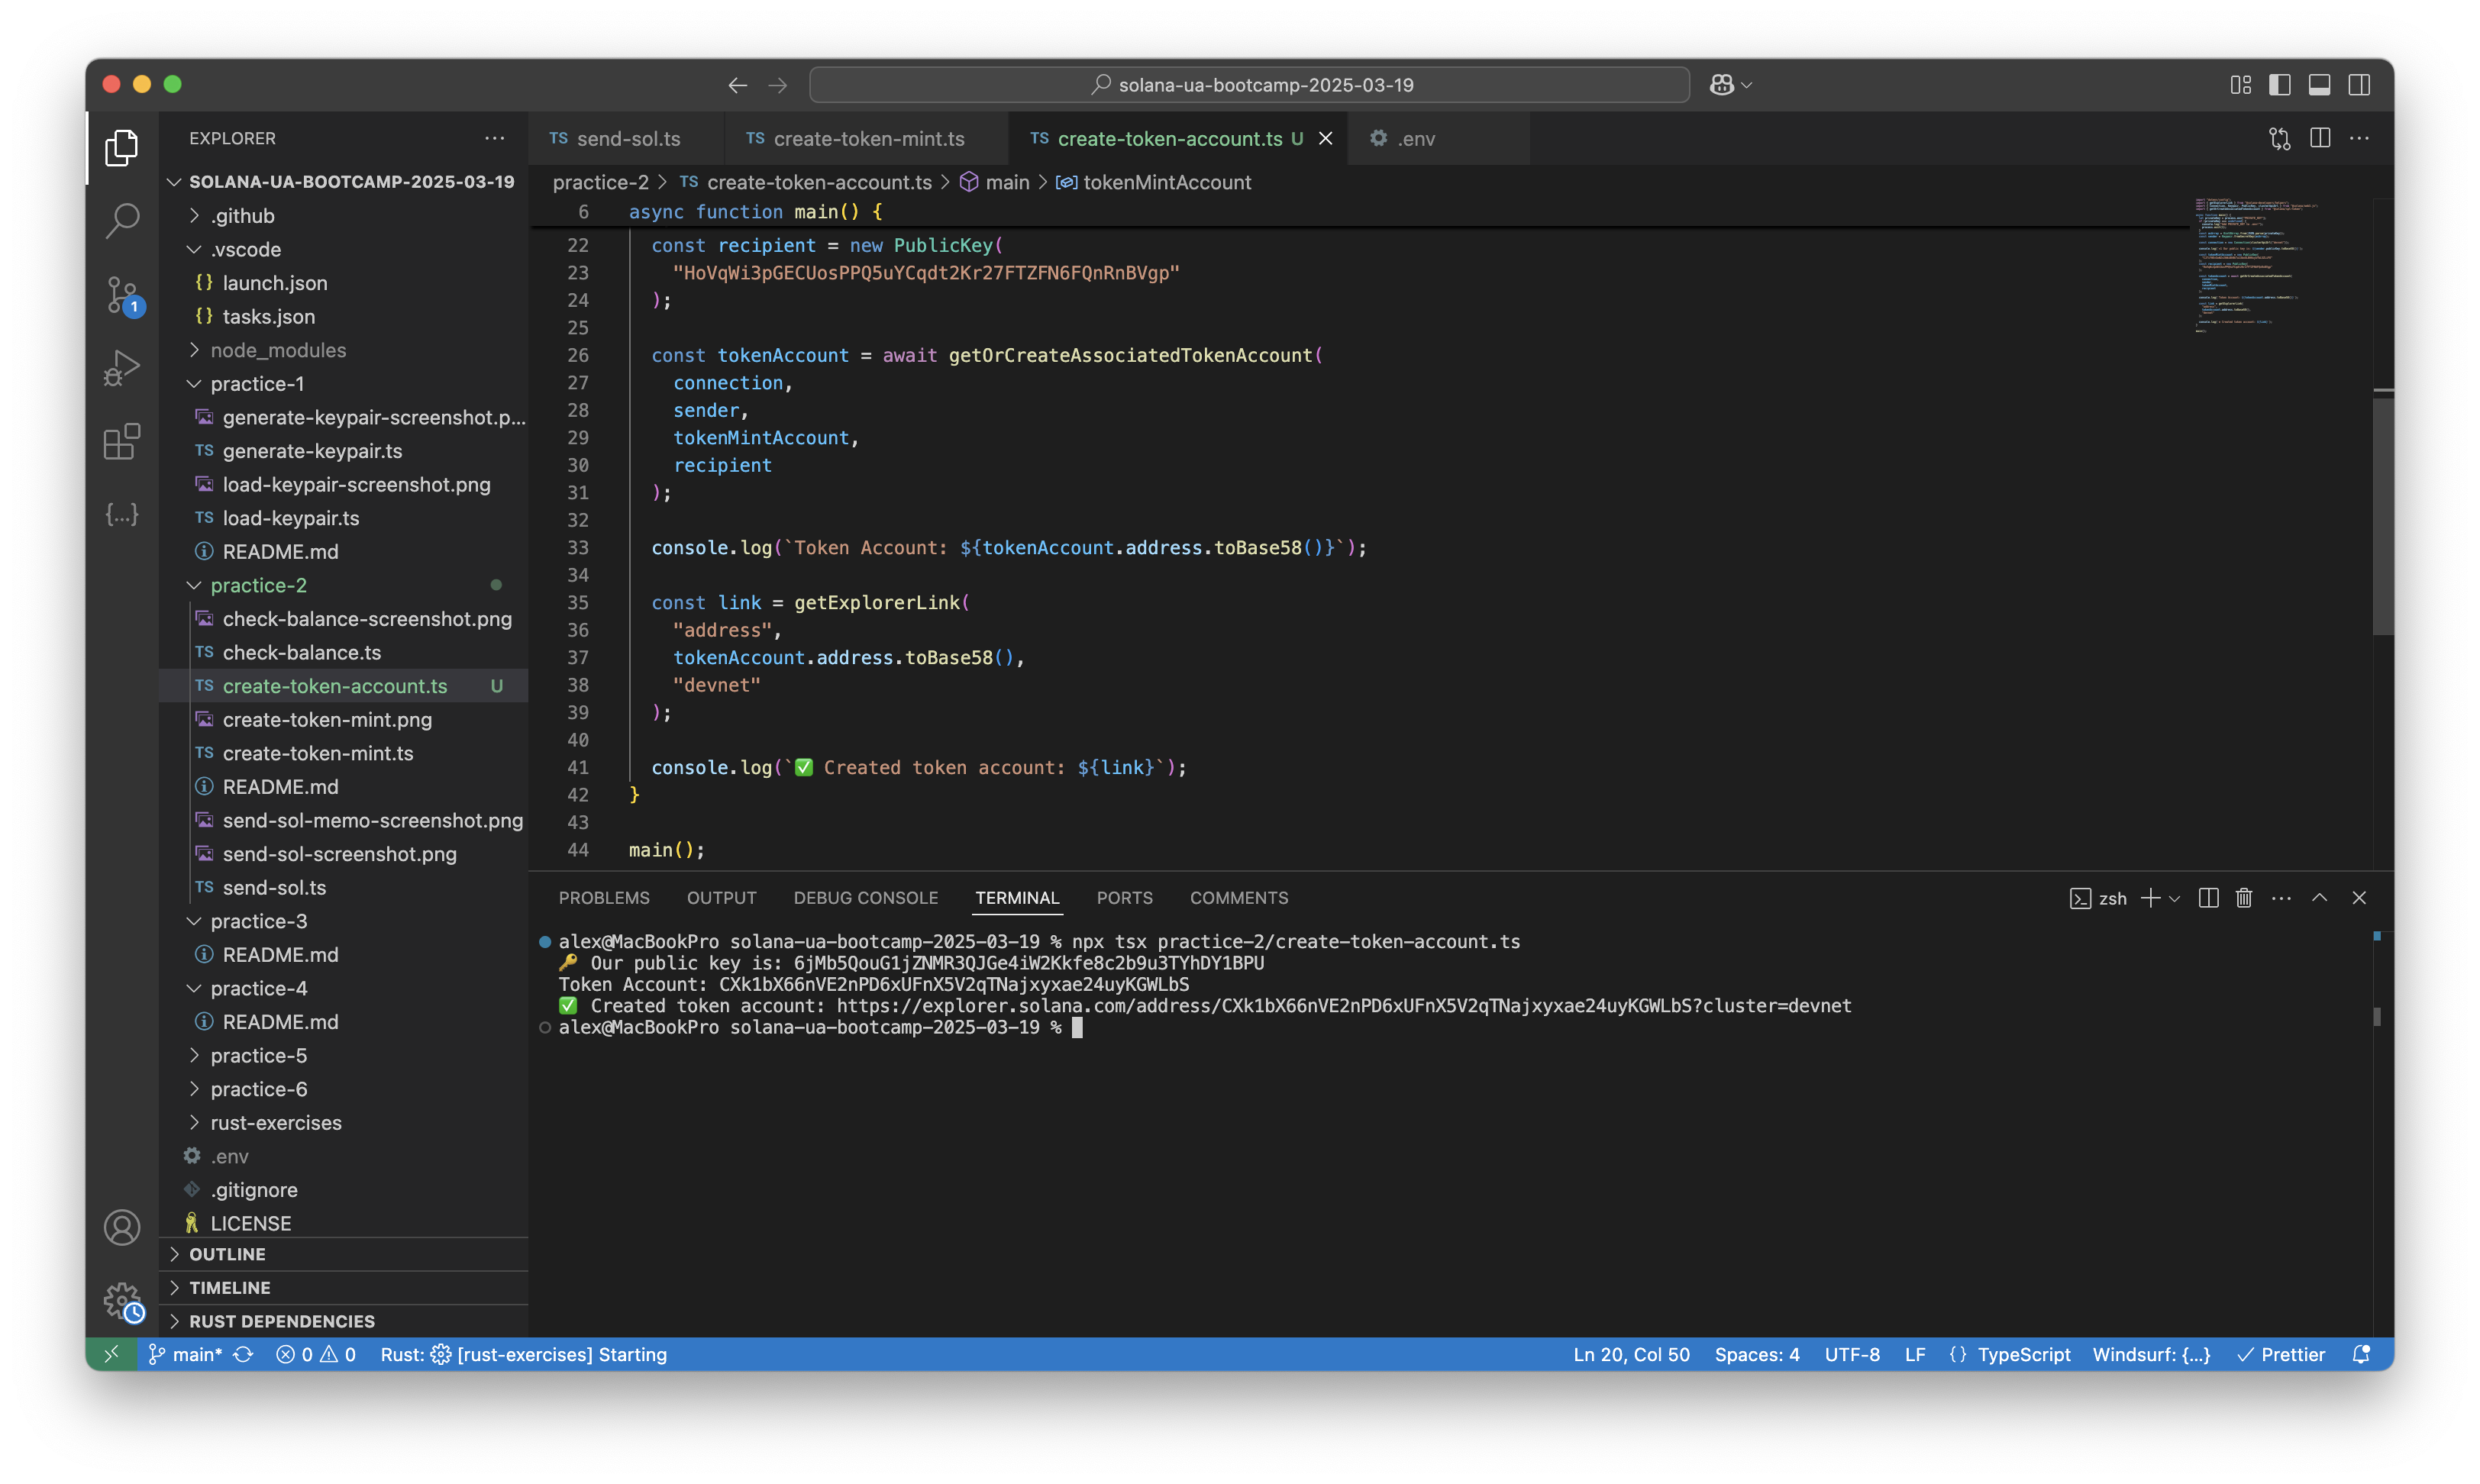 solana-ua-bootcamp-2025-03-19
EXPLORER
SOLANA-UA-BOOTCAMP-2025-03-19
.github
.vscode
{} launch.json
{} tasks.json
node_modules
practice-1
generate-keypair-screenshot.p...
TS generate-keypair.ts
load-keypair-screenshot.png
TS load-keypair.ts
README.md
practice-2
check-balance-screenshot.png
TS check-balance.ts
TS create-token-account.ts U
create-token-mint.png
TS create-token-mint.ts
README.md
send-sol-memo-screenshot.png
send-sol-screenshot.png
TS send-sol.ts
practice-3
README.md
practice-4
README.md
practice-5
practice-6
rust-exercises
.env
.gitignore
LICENSE
OUTLINE
TIMELINE
RUST DEPENDENCIES
1
{...}
TS send-sol.ts
TS create-token-mint.ts
TS create-token-account.ts U
.env
practice-2 > TS create-token-account.ts > main > tokenMintAccount
6 async function main() {
22 const recipient = new PublicKey(
23 "HoVqWi3pGECUosPPQ5uYCqdt2Kr27FTZFN6FQnRnBVgp"
24 );
25
26 const tokenAccount = await getOrCreateAssociatedTokenAccount(
27 connection,
28 sender,
29 tokenMintAccount,
30 recipient
31 );
32
33 console.log(`Token Account: ${tokenAccount.address.toBase58()}`);
34
35 const link = getExplorerLink(
36 "address",
37 tokenAccount.address.toBase58(),
38 "devnet"
39 );
40
41 console.log(`✅ Created token account: ${link}`);
42 }
43
44 main();
PROBLEMS OUTPUT DEBUG CONSOLE TERMINAL PORTS COMMENTS
zsh
alex@MacBookPro solana-ua-bootcamp-2025-03-19 % npx tsx practice-2/create-token-account.ts
🔑 Our public key is: 6jMb5QouG1jZNMR3QJGe4iW2Kkfe8c2b9u3TYhDY1BPU
Token Account: CXk1bX66nVE2nPD6xUFnX5V2qTNajxyxae24uyKGWLbS
✅ Created token account: https://explorer.solana.com/address/CXk1bX66nVE2nPD6xUFnX5V2qTNajxyxae24uyKGWLbS?cluster=devnet
alex@MacBookPro solana-ua-bootcamp-2025-03-19 %
main* 0 0 Rust: [rust-exercises] Starting
Ln 20, Col 50 Spaces: 4 UTF-8 LF {} TypeScript Windsurf: {...} Prettier